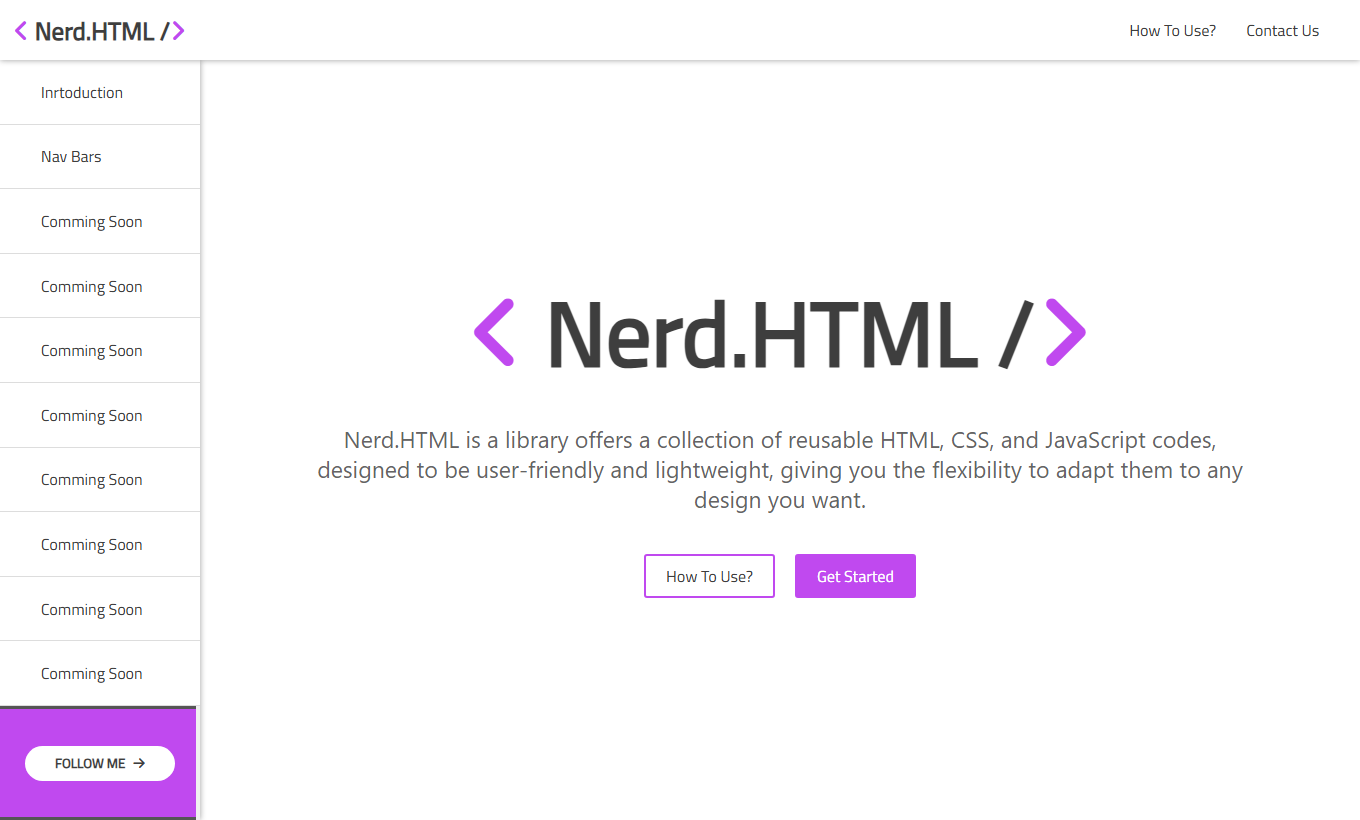 < Nerd.HTML />
How To Use?
Contact Us
Inrtoduction
Nav Bars
Comming Soon
Comming Soon
Comming Soon
Comming Soon
Comming Soon
Comming Soon
Comming Soon
Comming Soon
FOLLOW ME →
< Nerd.HTML />
Nerd.HTML is a library offers a collection of reusable HTML, CSS, and JavaScript codes,
designed to be user-friendly and lightweight, giving you the flexibility to adapt them to any
design you want.
How To Use?
Get Started